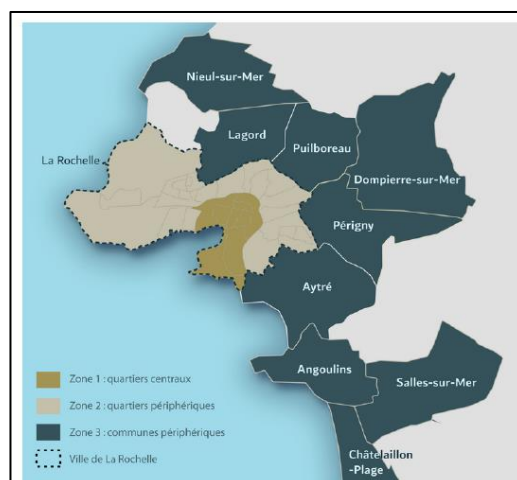 Nieul-sur-Mer
Lagord
Puilboreau
La Rochelle
Dompierre-sur-Mer
Périgny
Aytré
Angoulins
Salles-sur-Mer
Châtelaillon
-Plage
Zone 1 : quartiers centraux
Zone 2 : quartiers périphériques
Zone 3 : communes périphériques
Ville de La Rochelle